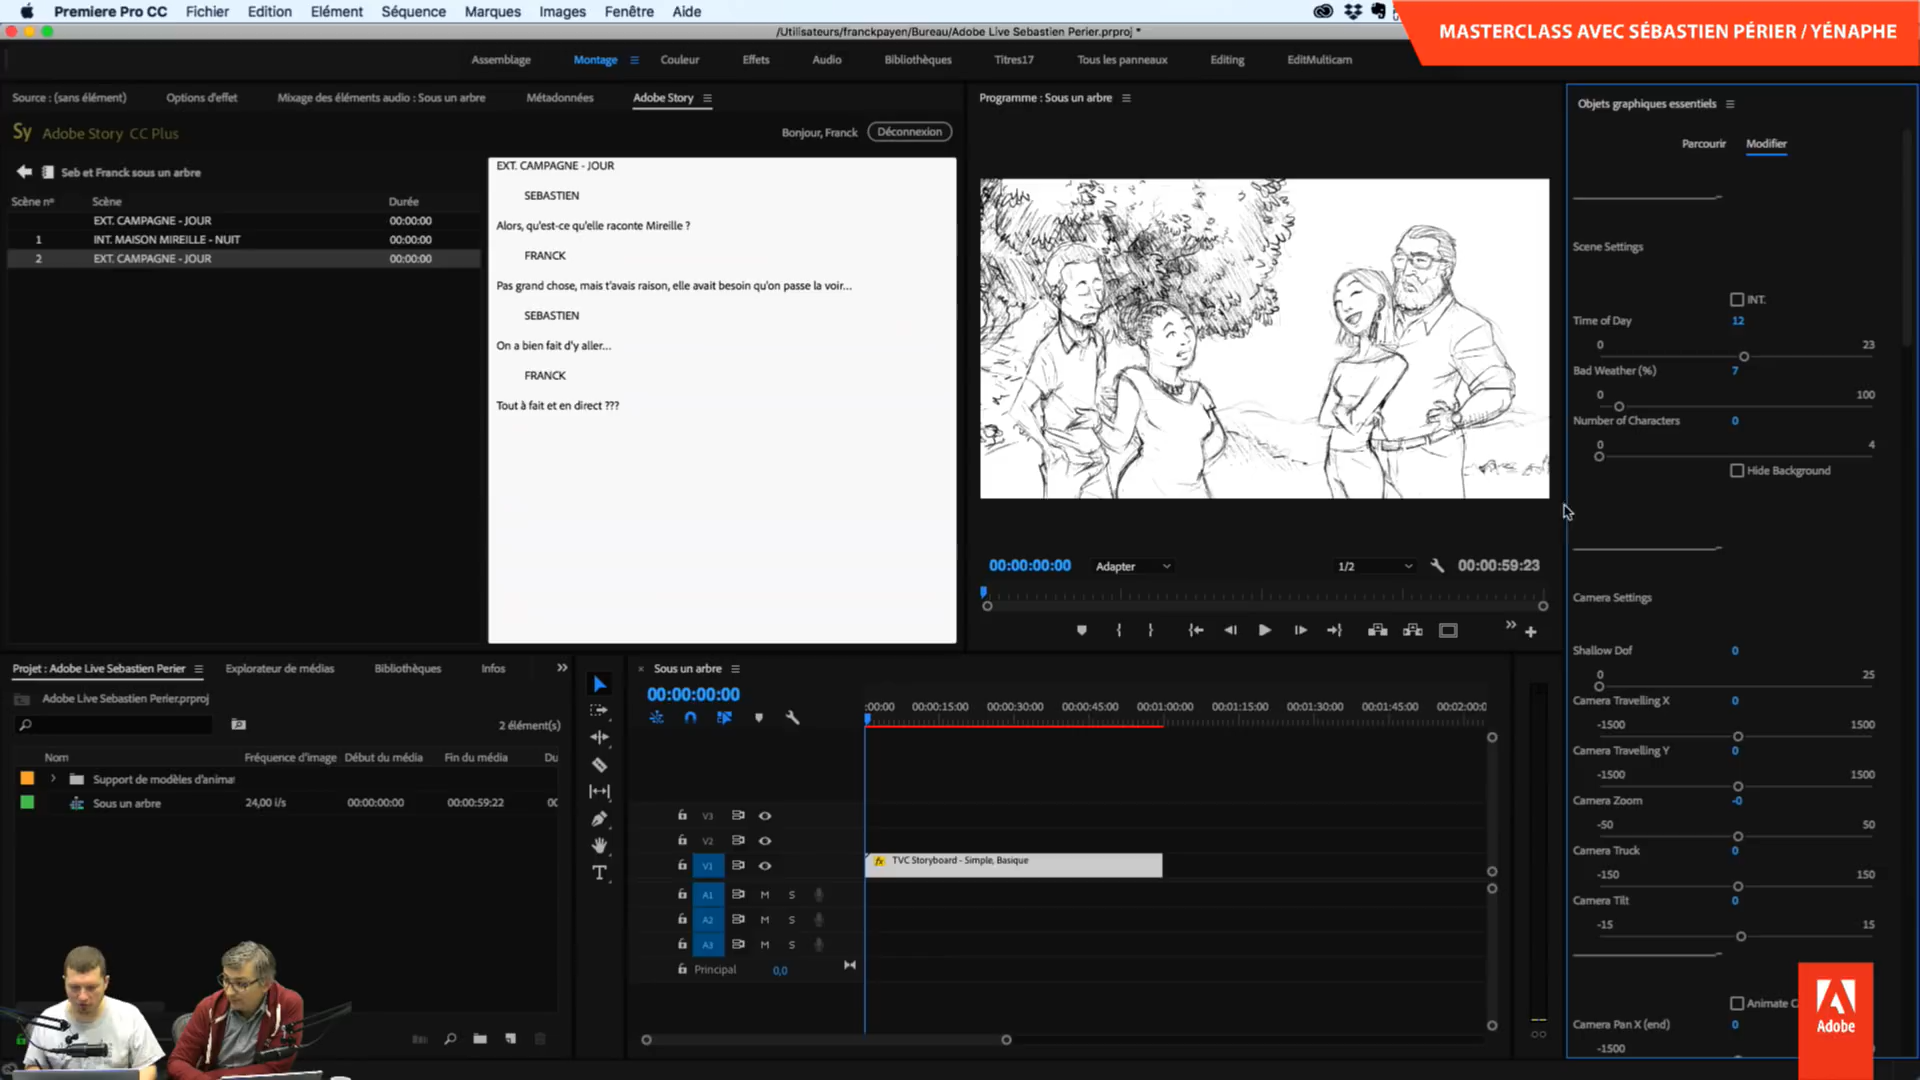 Premiere Pro CC Fichier Edition Elément Séquence Marques Images Fenêtre Aide
MASTERCLASS AVEC SÉBASTIEN PÉRIER / YÉNAPHE
/Utilisateurs/franckpayen/Bureau/Adobe Live Sebastien Perier.prproj *
Assemblage Montage Couleur Effets Audio Bibliothèques Titres17 Tous les panneaux Editing EditMulticam
Source : (sans élément) Options d'effet Mixage des éléments audio : Sous un arbre Métadonnées Adobe Story
Sy Adobe Story CC Plus
Bonjour, Franck Déconnexion
Seb et Franck sous un arbre
Scène nº Scène Durée
EXT. CAMPAGNE - JOUR 00:00:00
1 INT. MAISON MIREILLE - NUIT 00:00:00
2 EXT. CAMPAGNE - JOUR 00:00:00
EXT. CAMPAGNE - JOUR
SEBASTIEN
Alors, qu'est-ce qu'elle raconte Mireille ?
FRANCK
Pas grand chose, mais t'avais raison, elle avait besoin qu'on passe la voir...
SEBASTIEN
On a bien fait d'y aller...
FRANCK
Tout à fait et en direct ???
Programme : Sous un arbre
00:00:00:00 Adapter 1/2 00:00:59:23
Objets graphiques essentiels
Parcourir Modifier
Scene Settings
INT.
Time of Day 12
0 23
Bad Weather (%) 7
0 100
Number of Characters 0
0 4
Hide Background
Camera Settings
Shallow Dof 0
0 25
Camera Travelling X 0
-1500 1500
Camera Travelling Y 0
-1500 1500
Camera Zoom -0
-50 50
Camera Truck 0
-150 150
Camera Tilt 0
-15 15
Animate C
Camera Pan X (end) 0
-1500
Adobe
Projet : Adobe Live Sebastien Perier Explorateur de médias Bibliothèques Infos
Adobe Live Sebastien Perier.prproj
2 élément(s)
Nom Fréquence d'image Début du média Fin du média Du
Support de modèles d'anima
Sous un arbre 24,00 i/s 00:00:00:00 00:00:59:22 00
Sous un arbre
00:00:00:00
:00:00 00:00:15:00 00:00:30:00 00:00:45:00 00:01:00:00 00:01:15:00 00:01:30:00 00:01:45:00 00:02:00:0
V3
V2
V1
fx TVC Storyboard - Simple, Basique
A1 M S
A2 M S
A3 M S
Principal 0,0